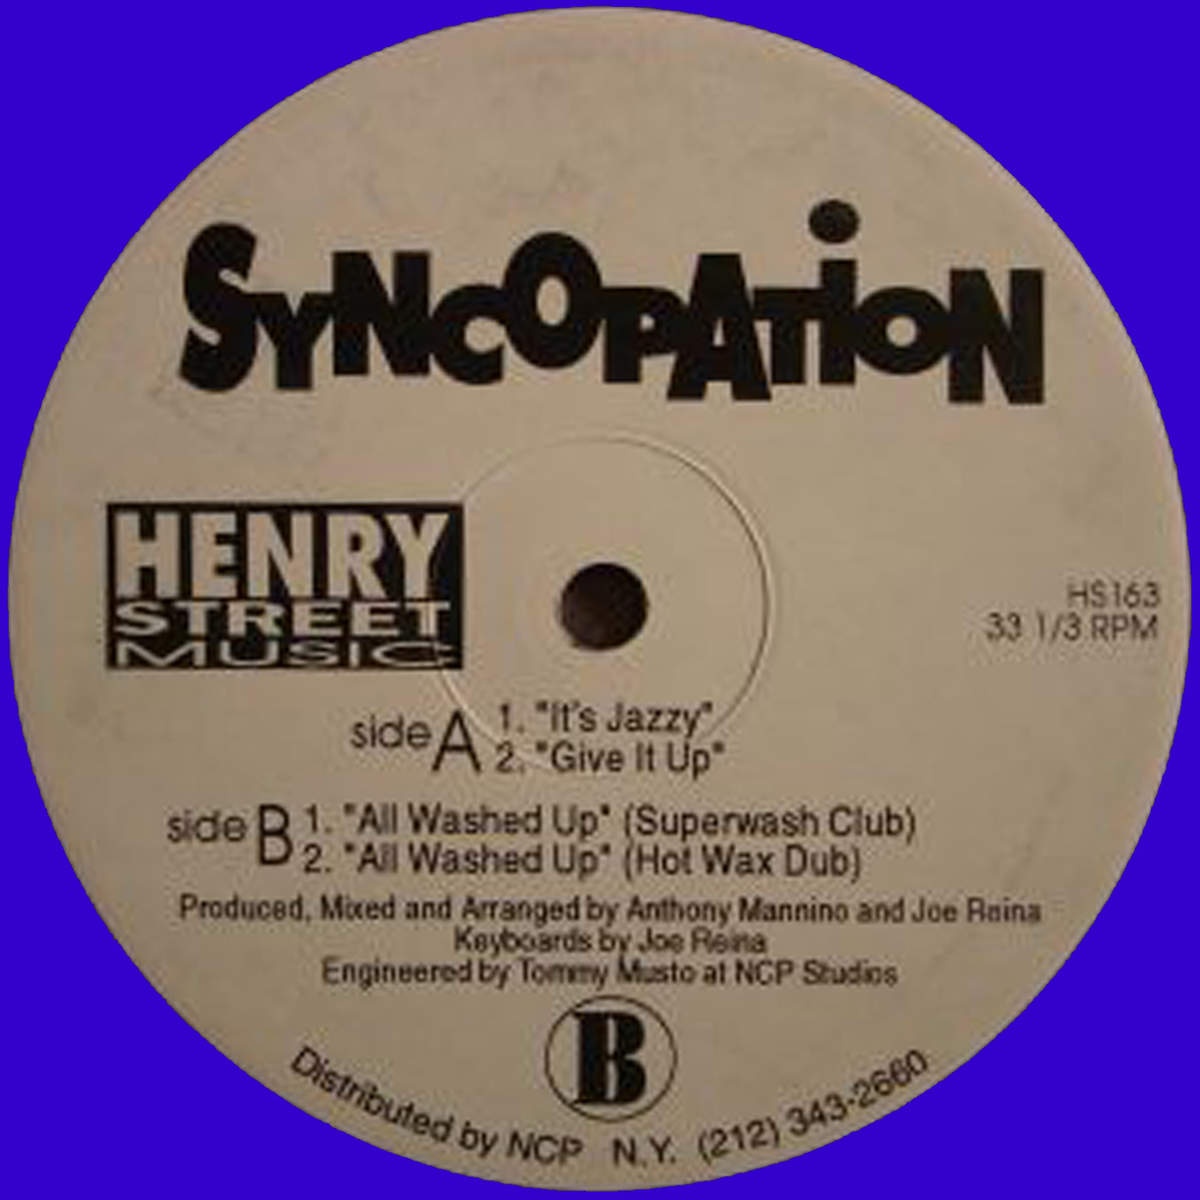 SYNCOPATiON
HENRY
STREET
MUSIC
HS163
33 1/3 RPM
side A 1. "It's Jazzy"
2. "Give It Up"
side B 1. "All Washed Up" (Superwash Club)
2. "All Washed Up" (Hot Wax Dub)
Produced, Mixed and Arranged by Anthony Mannino and Joe Reina
Keyboards by Joe Reina
Engineered by Tommy Musto at NCP Studios
B
Distributed by NCP N.Y. (212) 343-2660